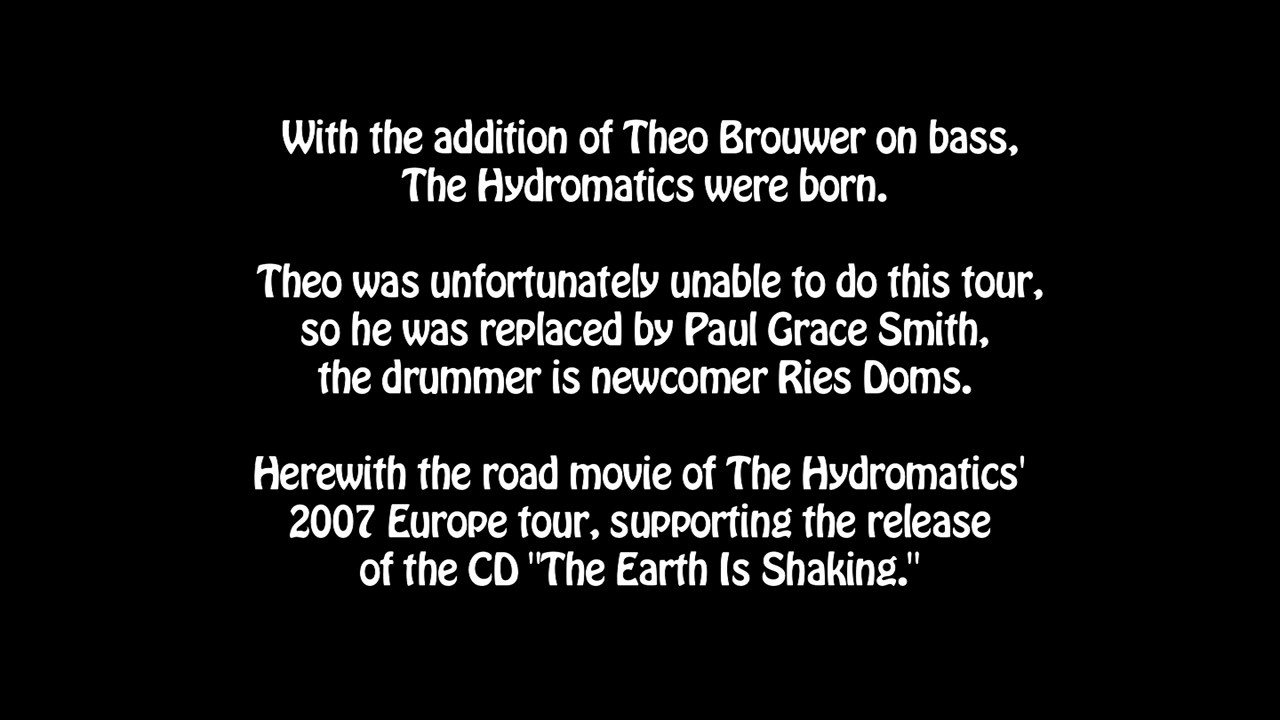 With the addition of Theo Brouwer on bass,
The Hydromatics were born.
Theo was unfortunately unable to do this tour,
so he was replaced by Paul Grace Smith,
the drummer is newcomer Ries Doms.
Herewith the road movie of The Hydromatics'
2007 Europe tour, supporting the release
of the CD "The Earth Is Shaking."